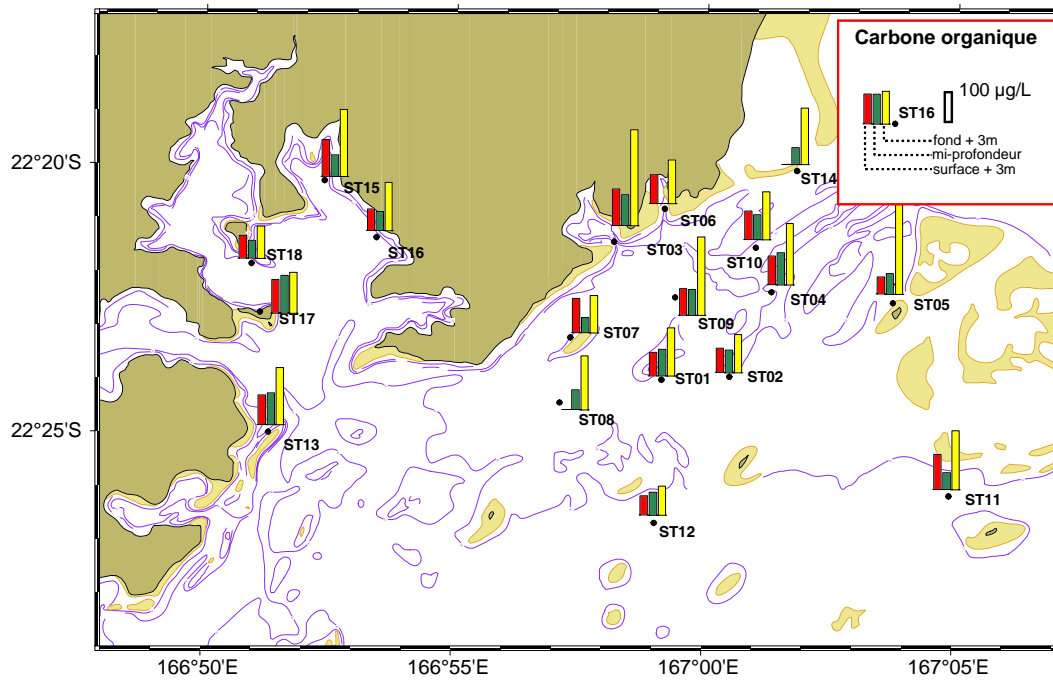 Carbone organique
100 µg/L
ST16
fond + 3m
mi-profondeur
surface + 3m
22°20'S
22°25'S
ST15
ST14
ST06
ST16
ST03
ST10
ST18
ST04
ST05
ST17
ST09
ST07
ST01
ST02
ST08
ST13
ST11
ST12
166°50'E
166°55'E
167°00'E
167°05'E